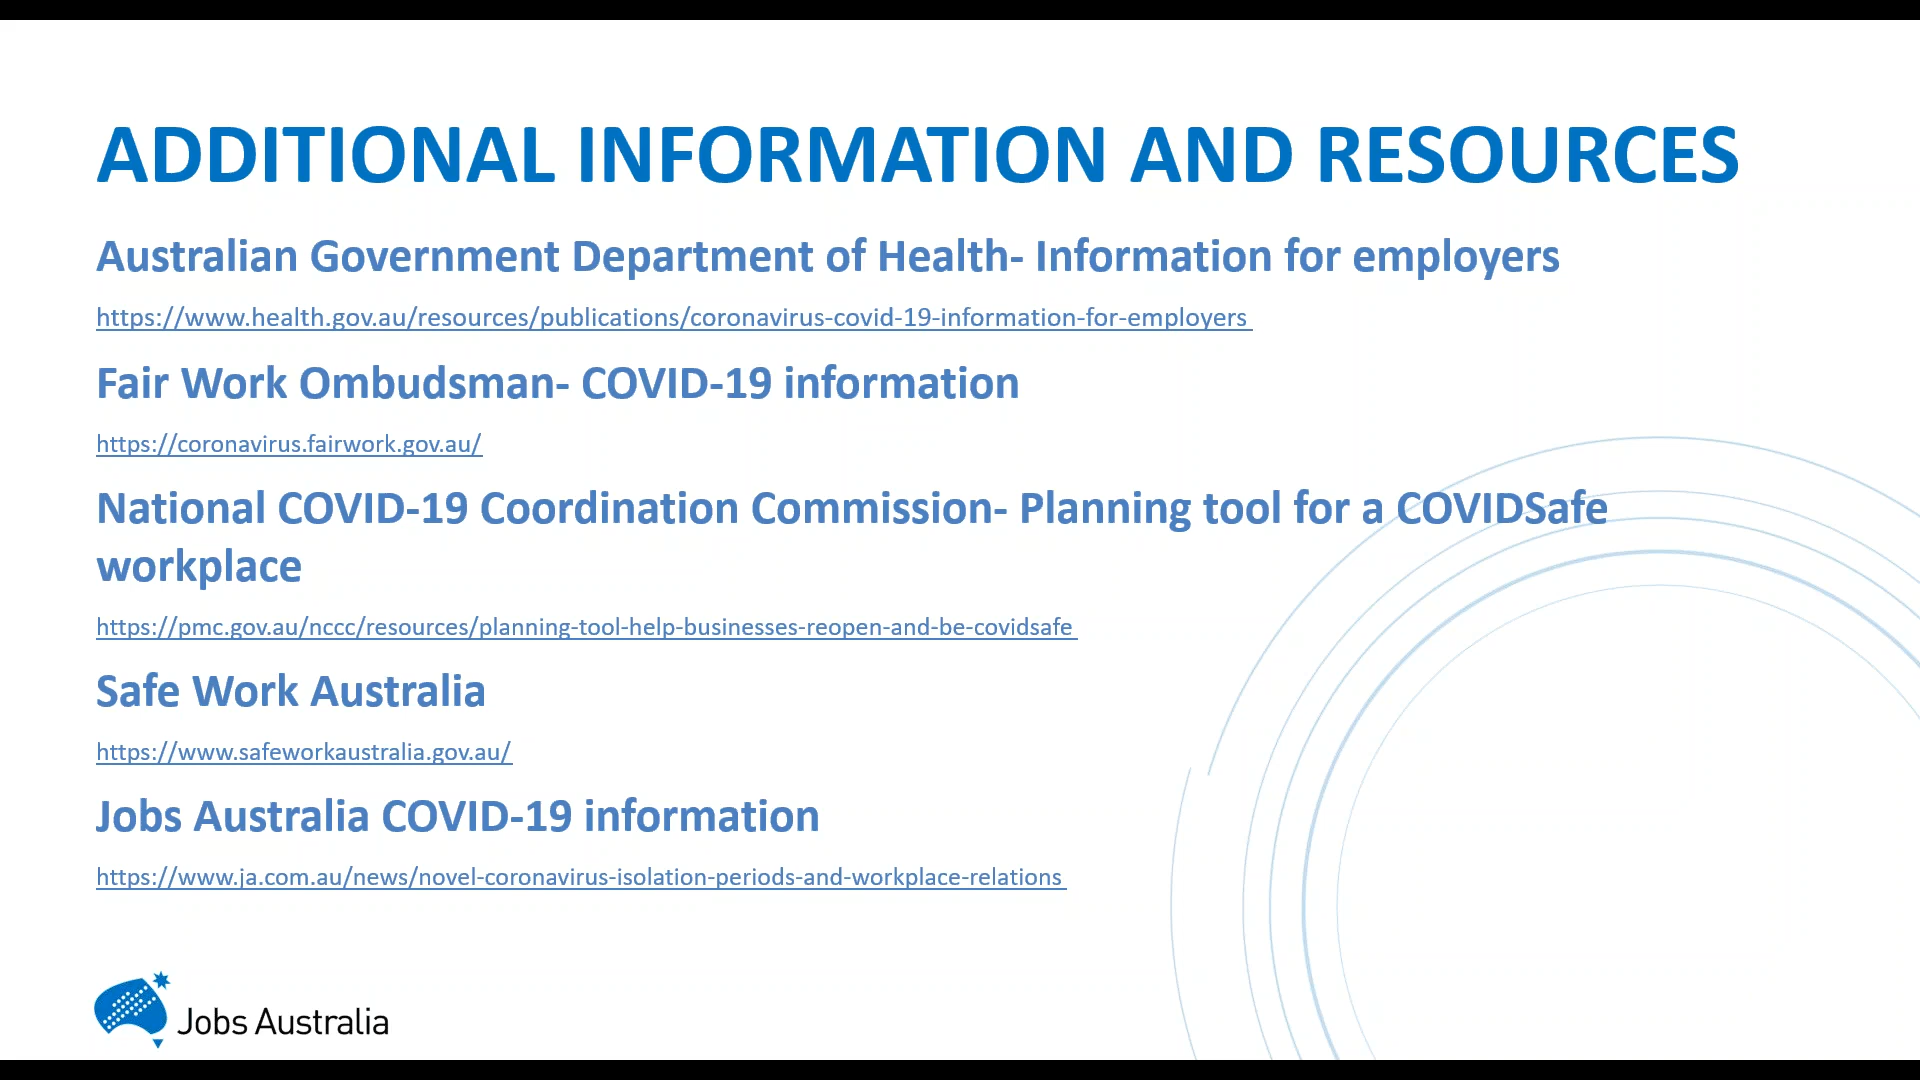 ADDITIONAL INFORMATION AND RESOURCES
Australian Government Department of Health- Information for employers
https://www.health.gov.au/resources/publications/coronavirus-covid-19-information-for-employers
Fair Work Ombudsman- COVID-19 information
https://coronavirus.fairwork.gov.au/
National COVID-19 Coordination Commission- Planning tool for a COVIDSafe
workplace
https://pmc.gov.au/nccc/resources/planning-tool-help-businesses-reopen-and-be-covidsafe
Safe Work Australia
https://www.safeworkaustralia.gov.au/
Jobs Australia COVID-19 information
https://www.ja.com.au/news/novel-coronavirus-isolation-periods-and-workplace-relations
Jobs Australia